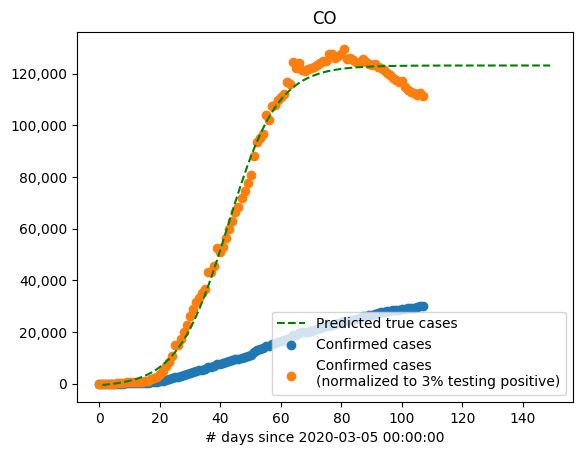 CO
120,000
100,000
80,000
60,000
40,000
20,000
0
Predicted true cases
Confirmed cases
Confirmed cases
(normalized to 3% testing positive)
0 20 40 60 80 100 120 140
# days since 2020-03-05 00:00:00